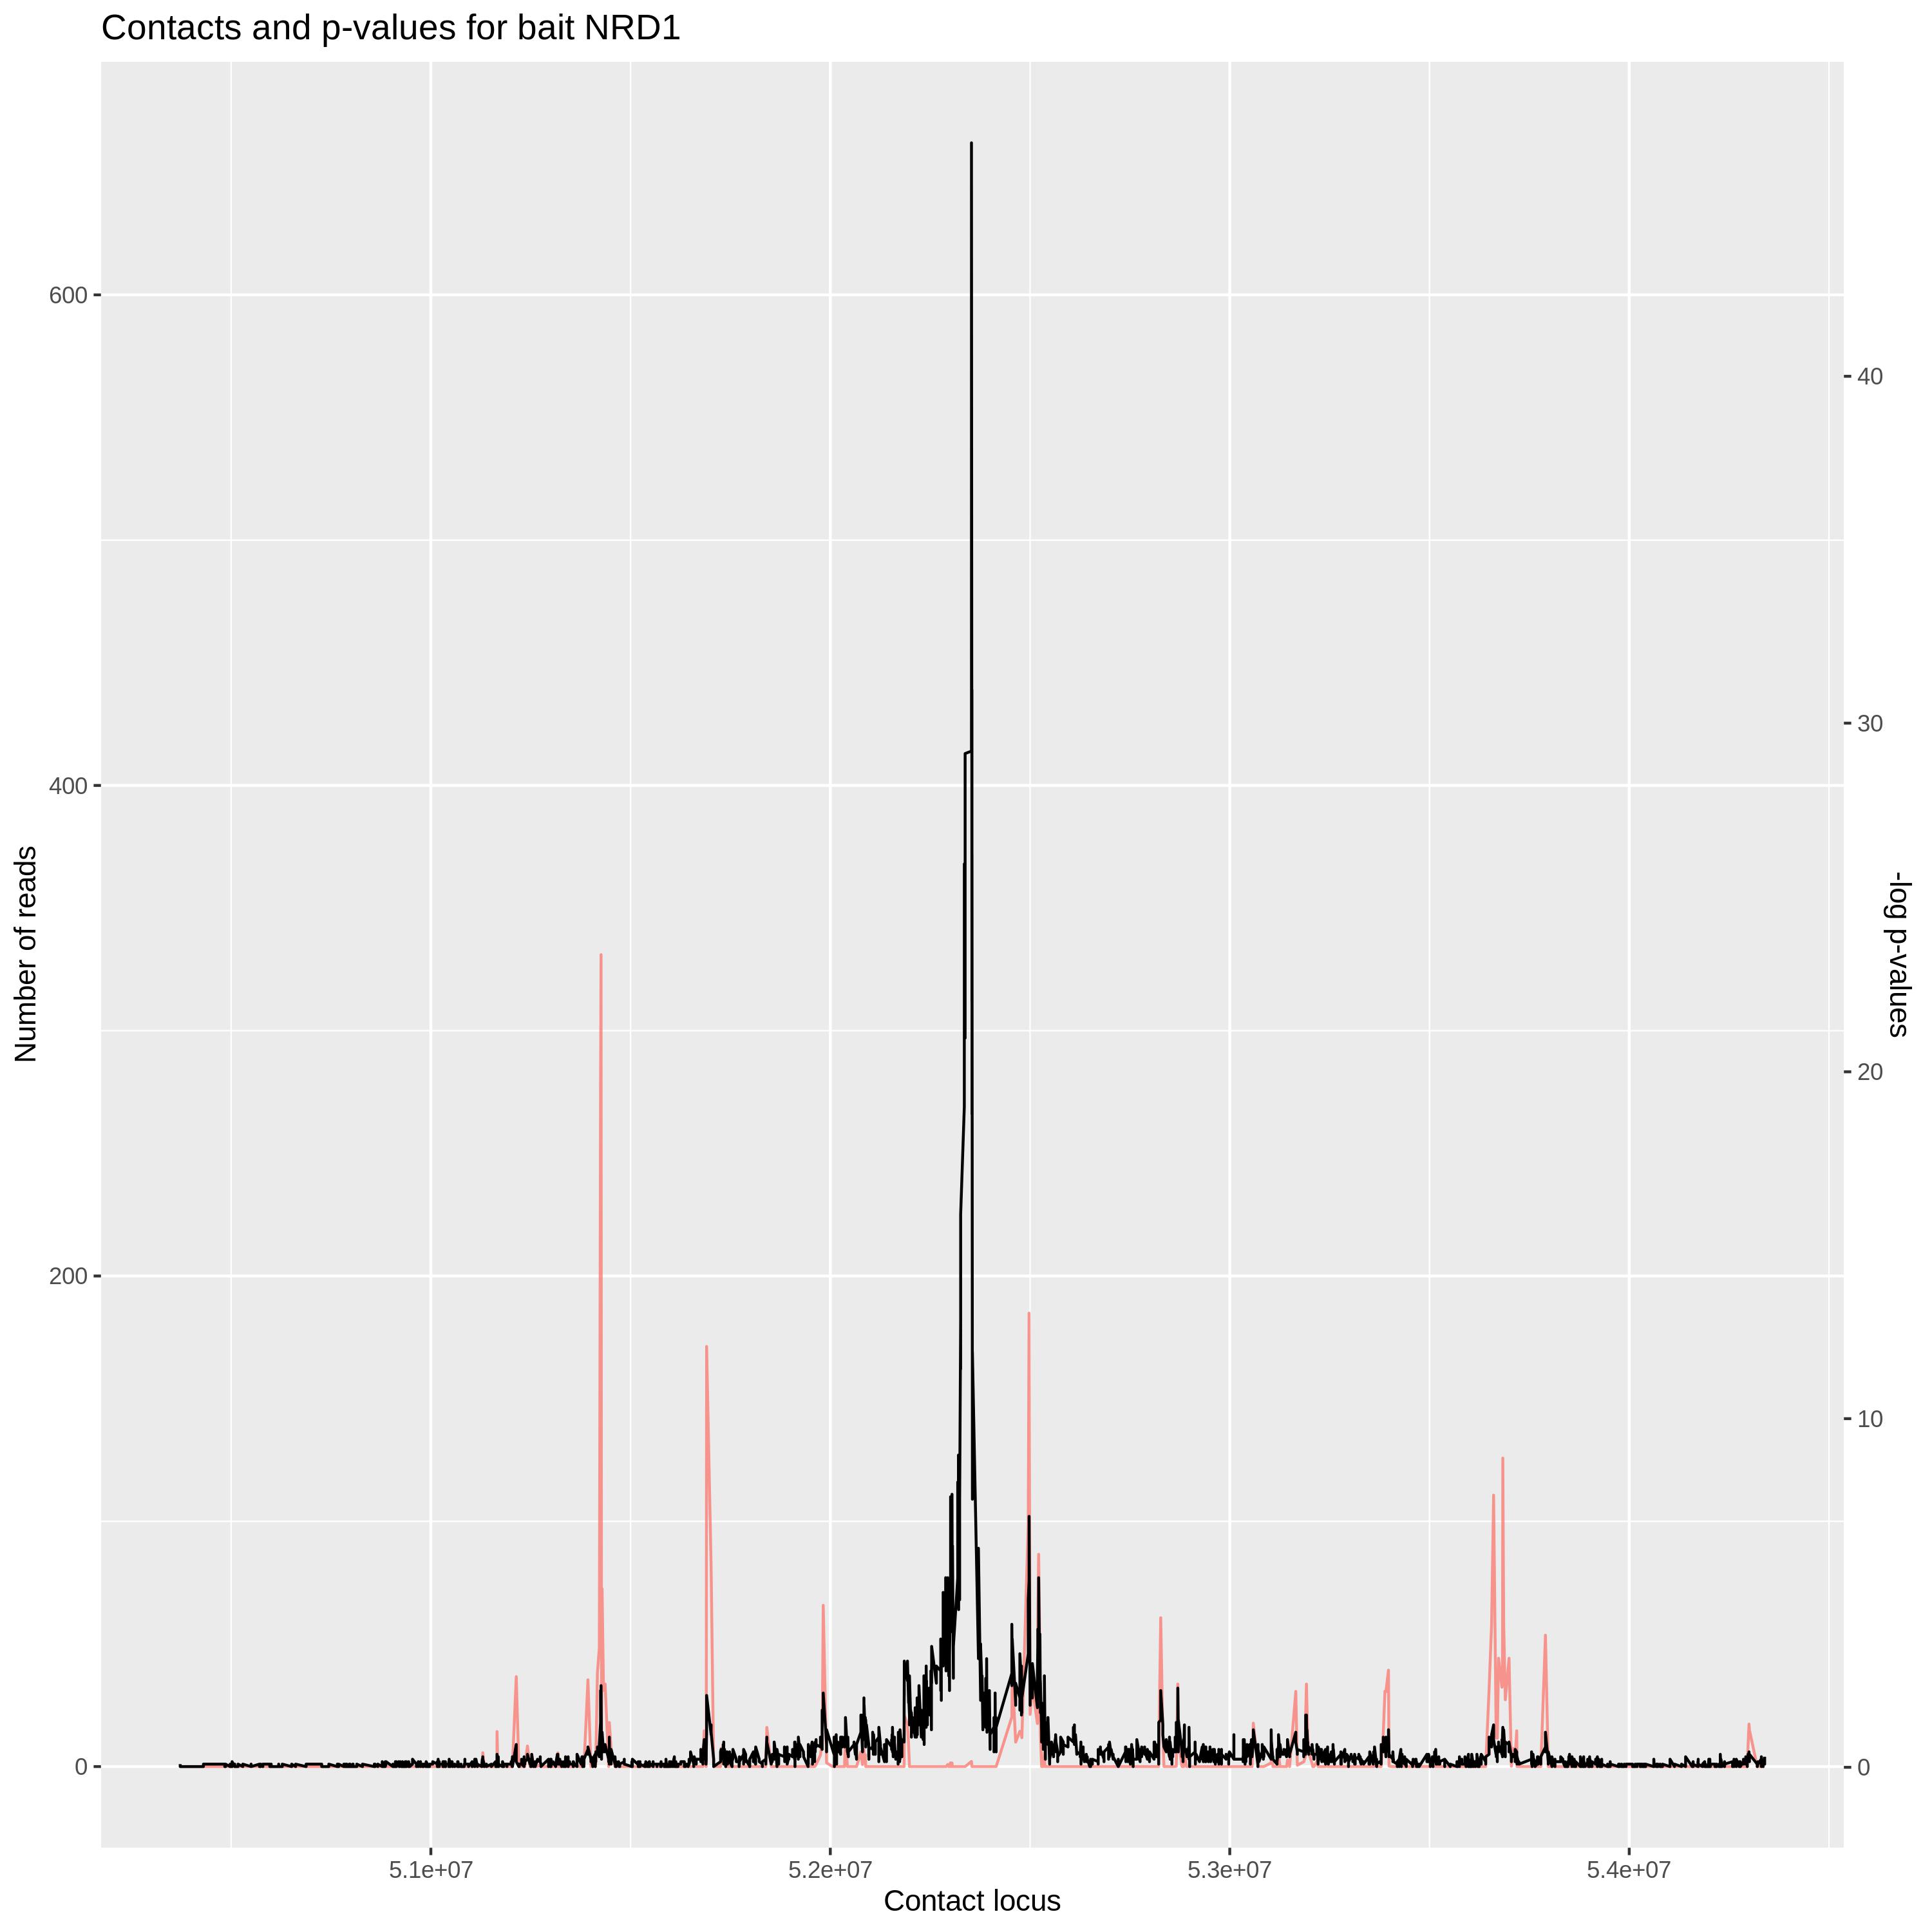 Contacts and p-values for bait NRD1
600
400
200
0
40
30
20
10
0
Number of reads
-log p-values
5.1e+07
5.2e+07
5.3e+07
5.4e+07
Contact locus